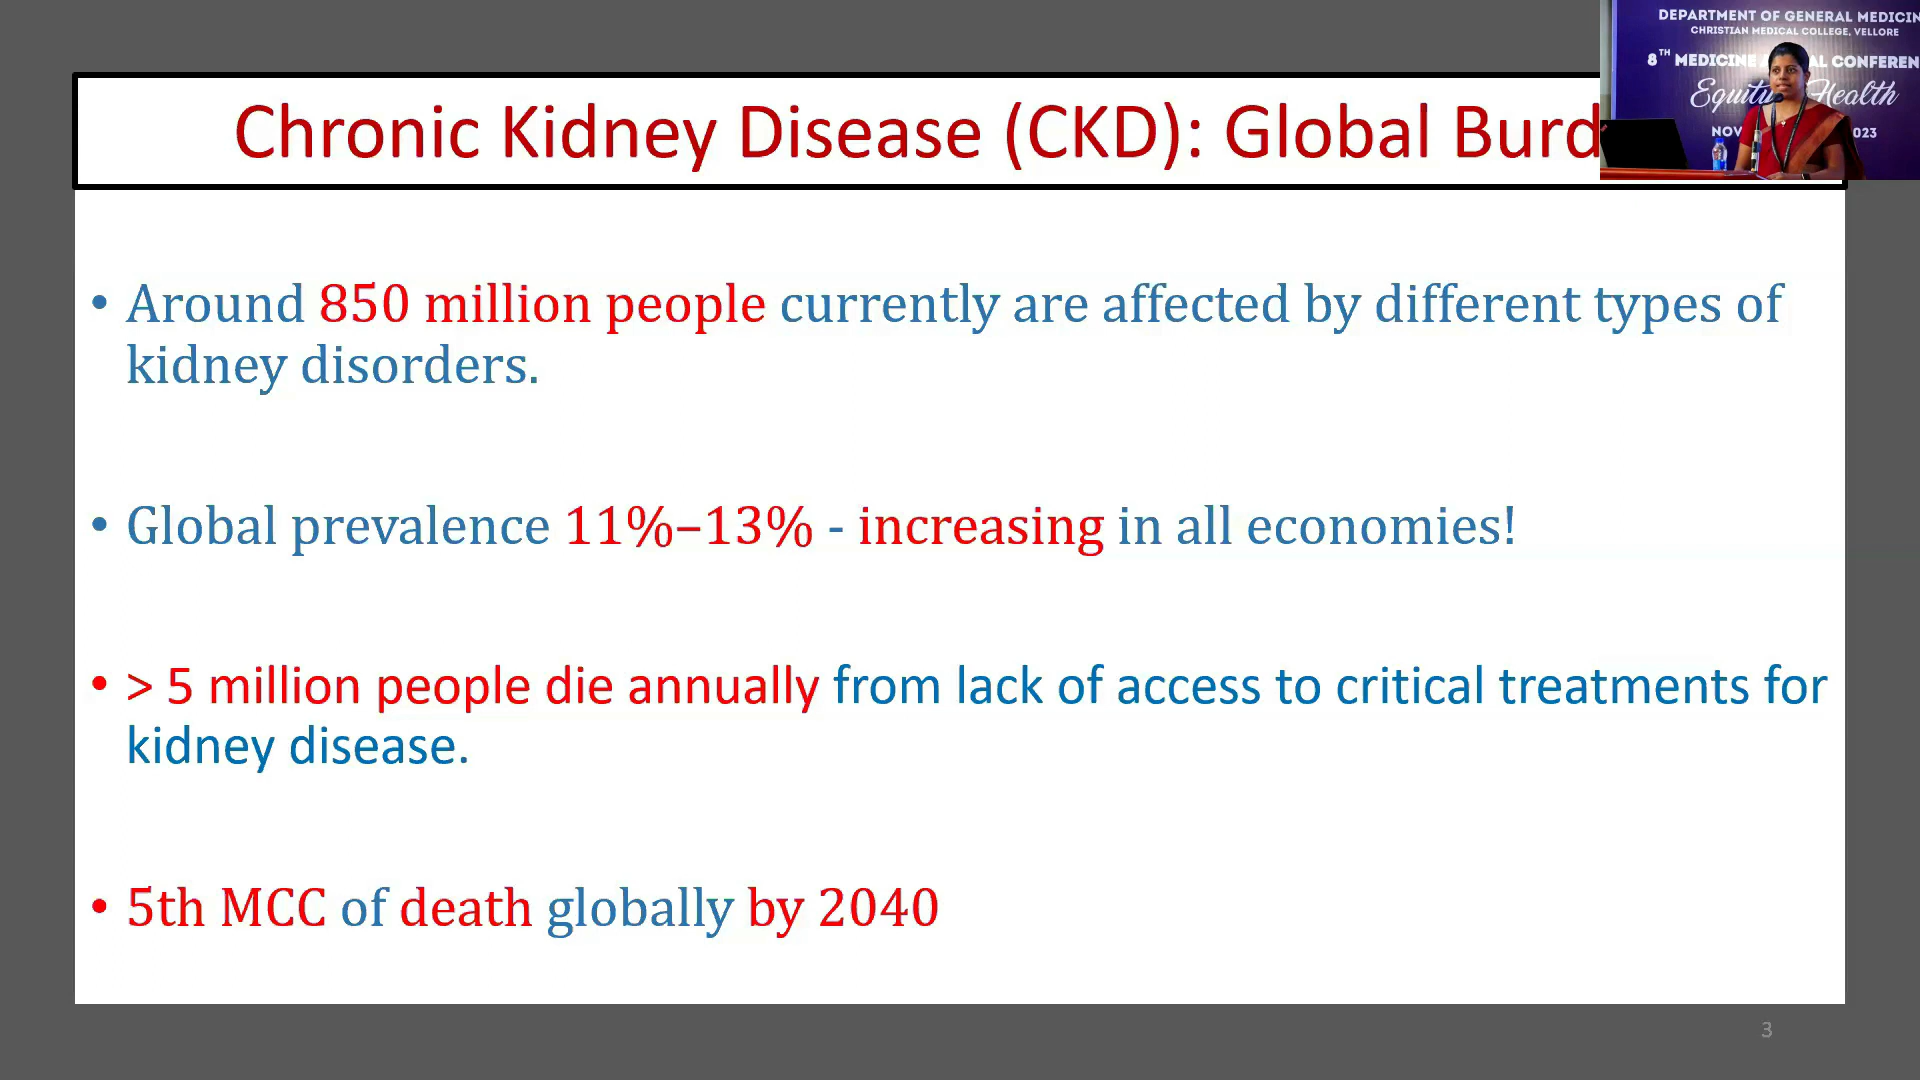 Chronic Kidney Disease (CKD): Global Burd
DEPARTMENT OF GENERAL MEDICIN
CHRISTIAN MEDICAL COLLEGE, VELLORE
8TH MEDICINE AL CONFEREN
Health
NOV 2023
• Around 850 million people currently are affected by different types of
kidney disorders.
• Global prevalence 11%–13% - increasing in all economies!
• > 5 million people die annually from lack of access to critical treatments for
kidney disease.
• 5th MCC of death globally by 2040
3